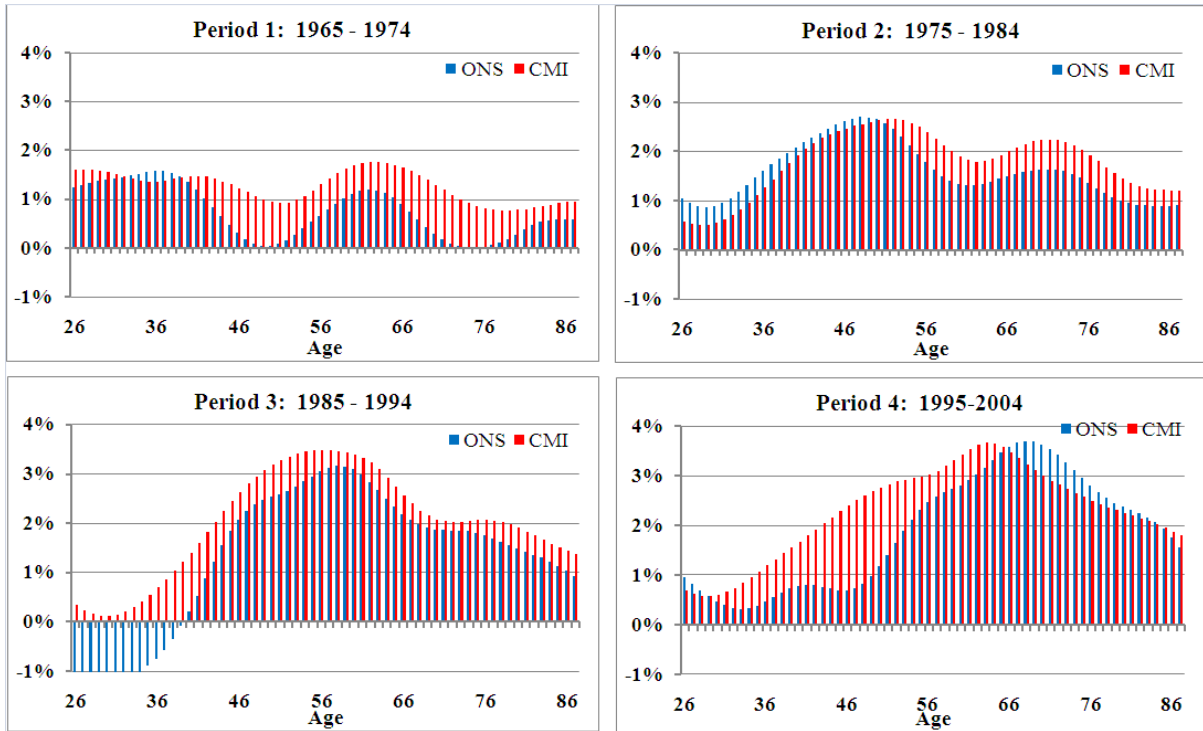 Period 1: 1965 - 1974
ONS CMI
4%
3%
2%
1%
0%
-1%
26 36 46 56 66 76 86
Age
Period 2: 1975 - 1984
ONS CMI
4%
3%
2%
1%
0%
-1%
26 36 46 56 66 76 86
Age
Period 3: 1985 - 1994
ONS CMI
4%
3%
2%
1%
0%
-1%
26 36 46 56 66 76 86
Age
Period 4: 1995-2004
ONS CMI
4%
3%
2%
1%
0%
-1%
26 36 46 56 66 76 86
Age